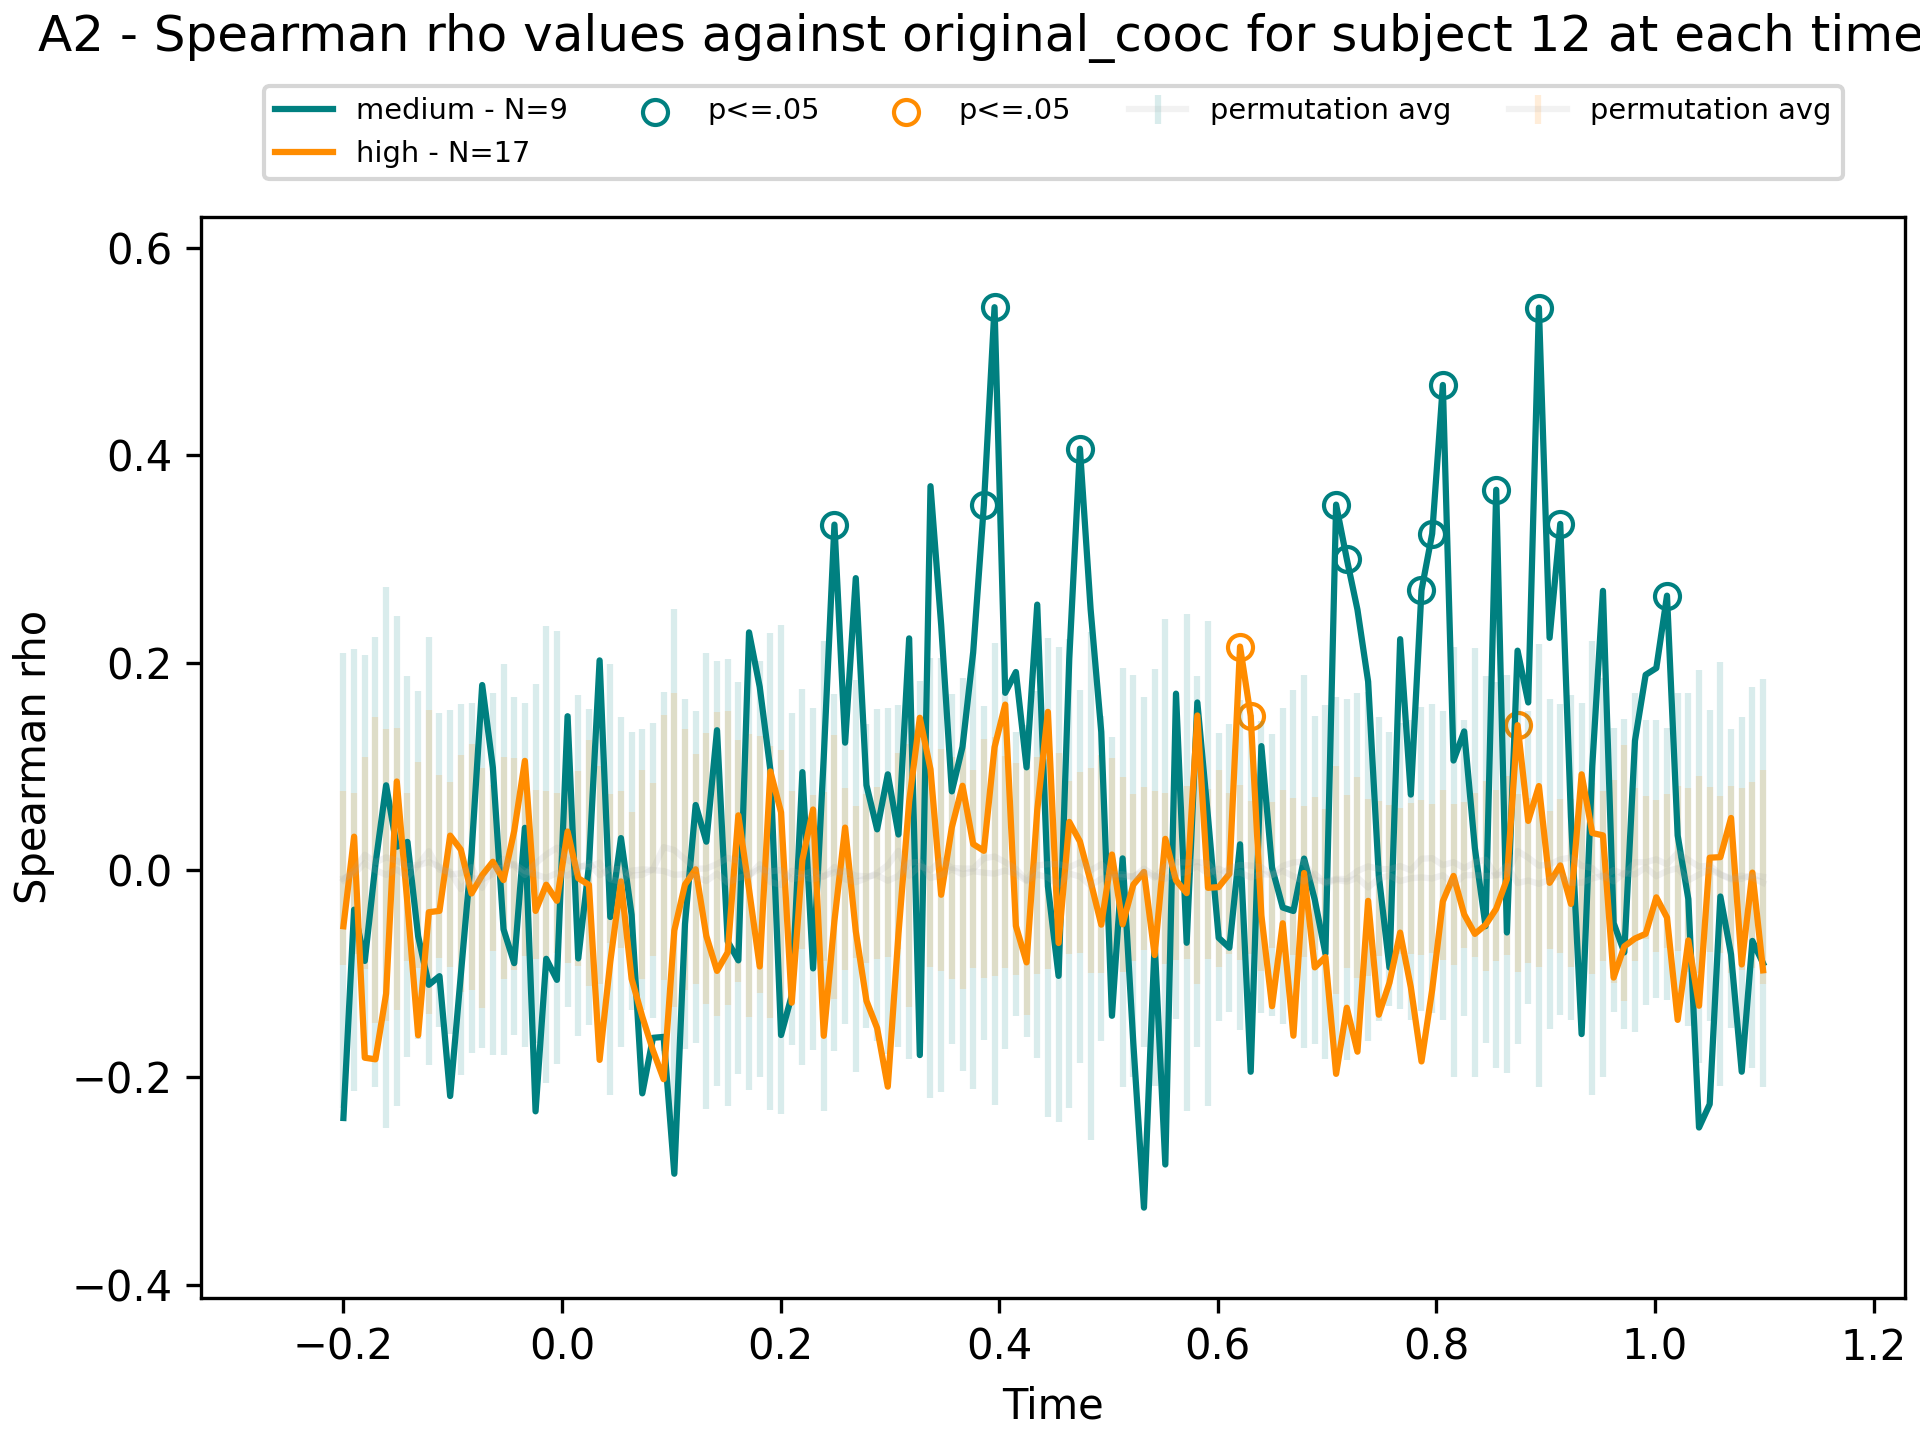 A2 - Spearman rho values against original_cooc for subject 12 at each time
medium - N=9
high - N=17
p<=.05
p<=.05
permutation avg
permutation avg
Spearman rho
0.6
0.4
0.2
0.0
−0.2
−0.4
−0.2
0.0
0.2
0.4
0.6
0.8
1.0
1.2
Time